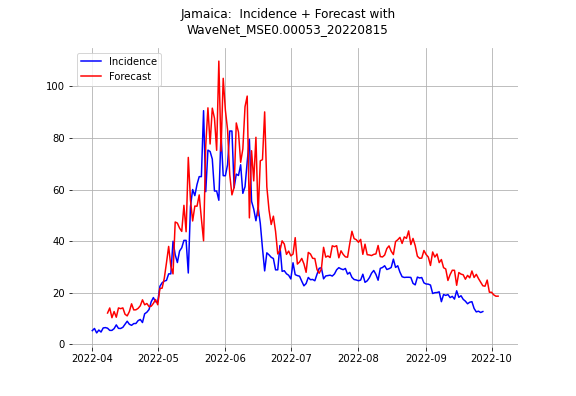 Jamaica:  Incidence + Forecast with
WaveNet_MSE0.00053_20220815
Incidence
Forecast
100
80
60
40
20
0
2022-04 2022-05 2022-06 2022-07 2022-08 2022-09 2022-10